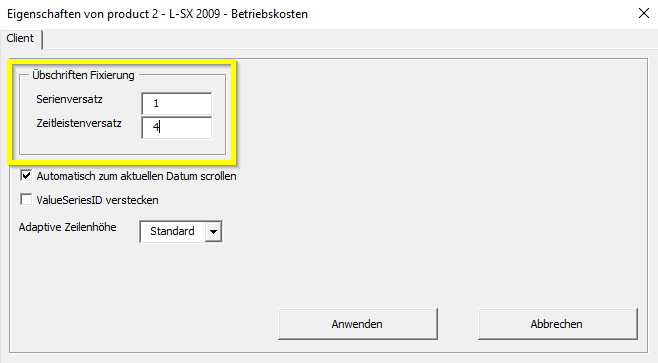 Eigenschaften von product 2 - L-SX 2009 - Betriebskosten
Client
Übschriften Fixierung
Serienversatz 1
Zeitleistenversatz 4
Automatisch zum aktuellen Datum scrollen
ValueSeriesID verstecken
Adaptive Zeilenhöhe Standard
Anwenden Abbrechen